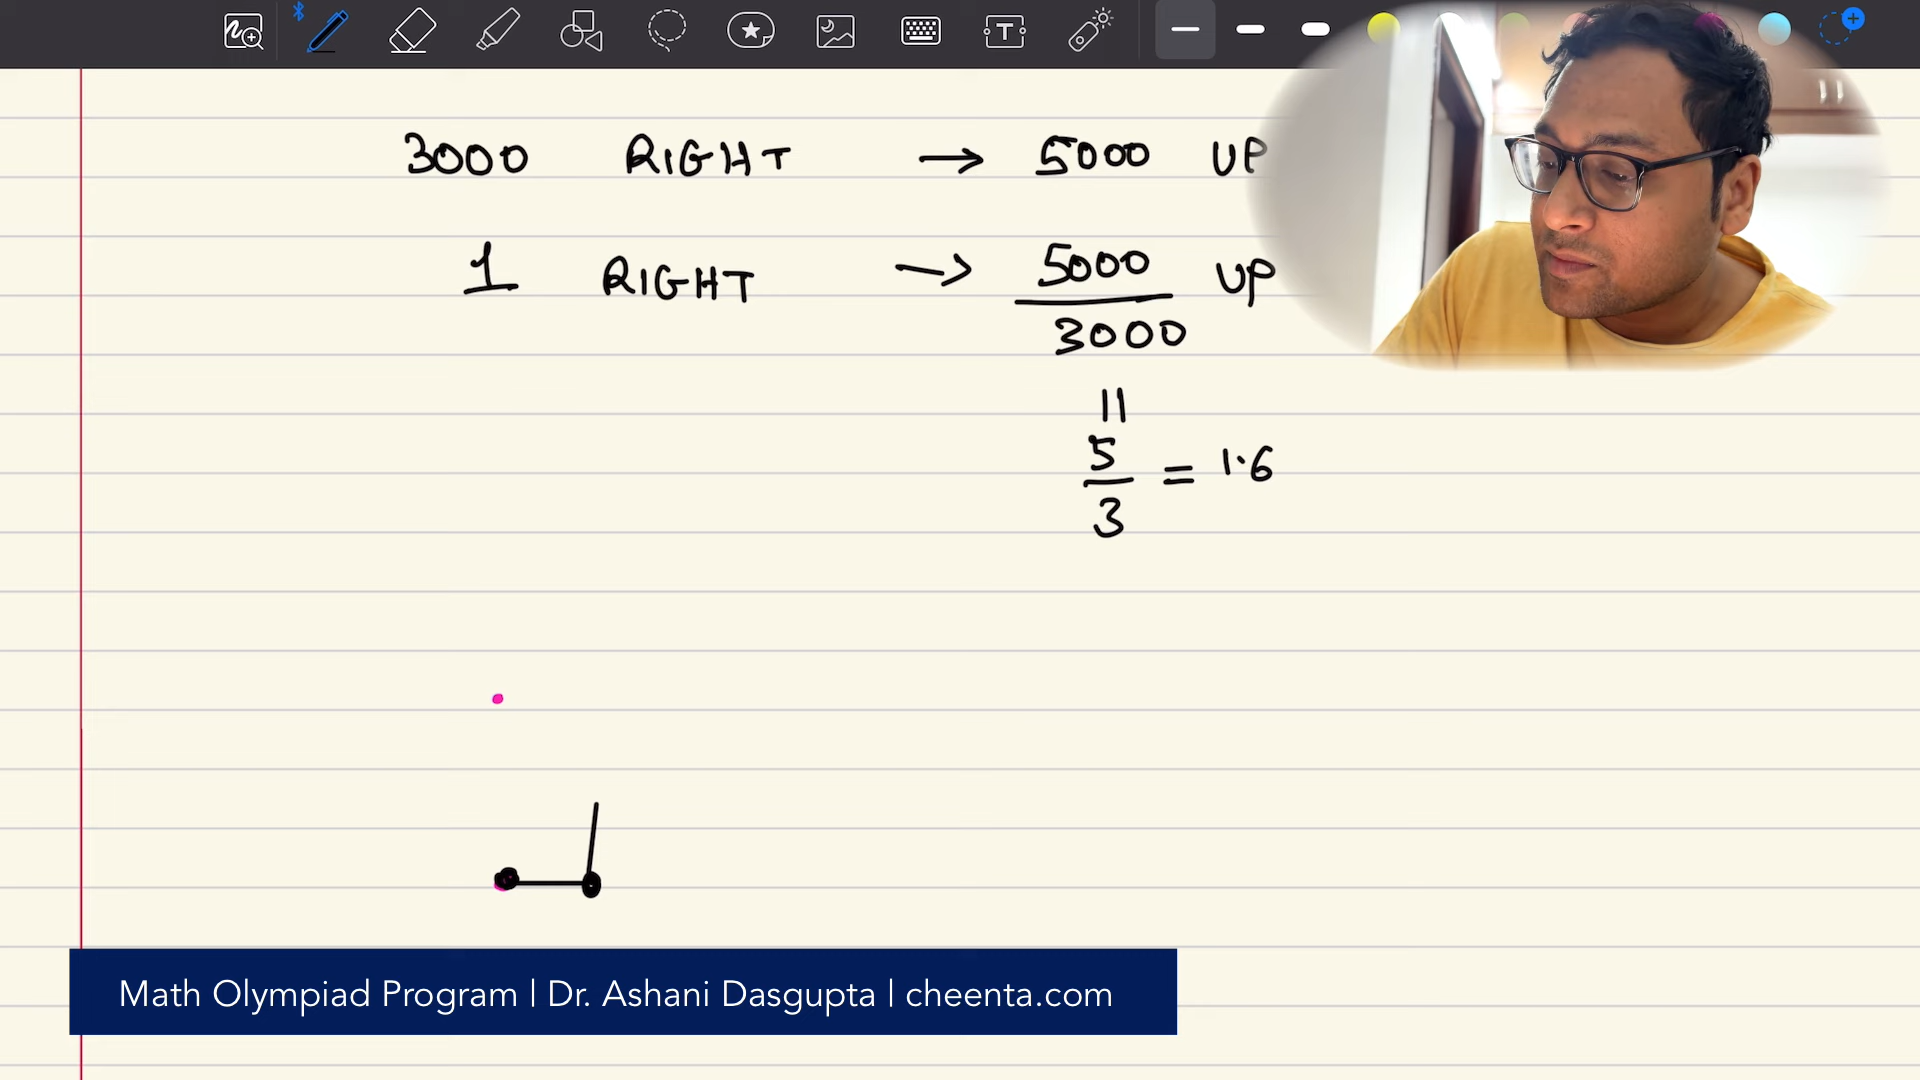 3000 RIGHT → 5000 UP
1 RIGHT → 5000/3000 UP
||
5/3 = 1.6
Math Olympiad Program | Dr. Ashani Dasgupta | cheenta.com